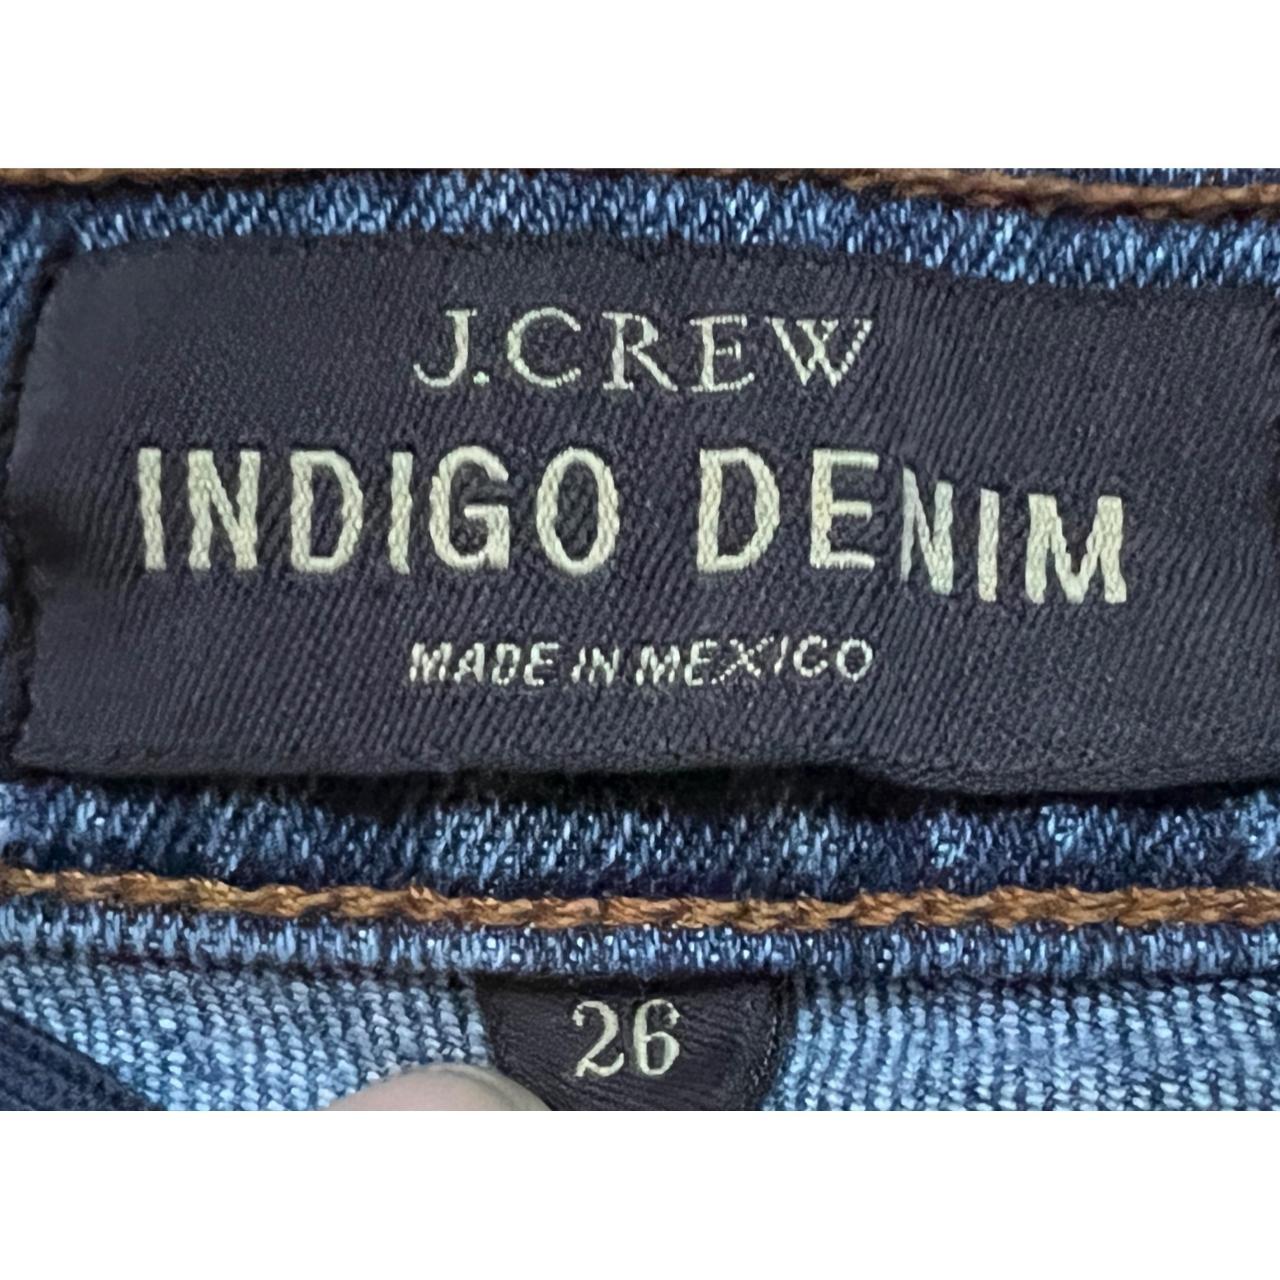 J.CREW
INDIGO DENIM
MADE IN MEXICO
26